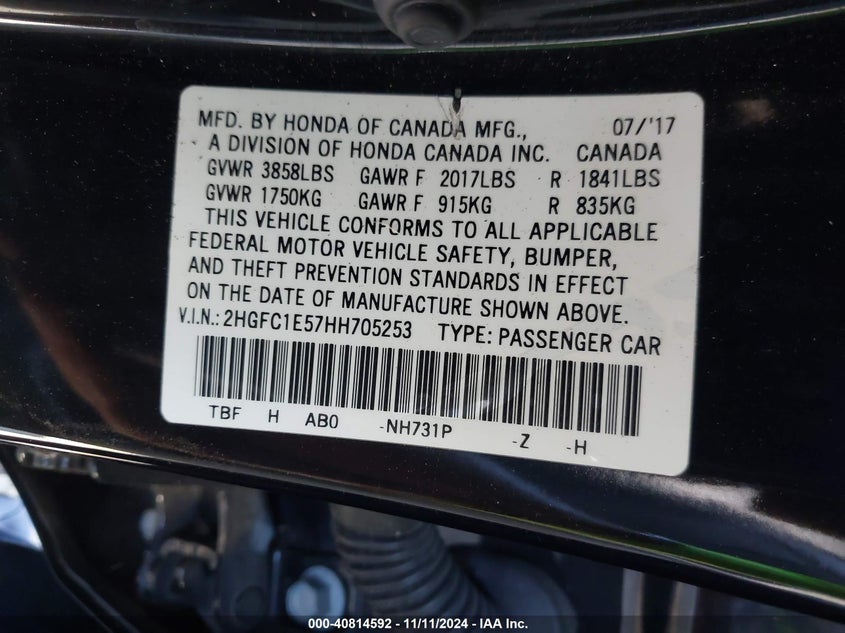 MFD. BY HONDA OF CANADA MFG., 07/'17
A DIVISION OF HONDA CANADA INC. CANADA
GVWR 3858LBS GAWR F 2017LBS R 1841LBS
GVWR 1750KG GAWR F 915KG R 835KG
THIS VEHICLE CONFORMS TO ALL APPLICABLE
FEDERAL MOTOR VEHICLE SAFETY, BUMPER,
AND THEFT PREVENTION STANDARDS IN EFFECT
ON THE DATE OF MANUFACTURE SHOWN ABOVE.
V.I.N.: 2HGFC1E57HH705253 TYPE: PASSENGER CAR
TBF H AB0 -NH731P -Z -H
000-40814592 - 11/11/2024 - IAA Inc.